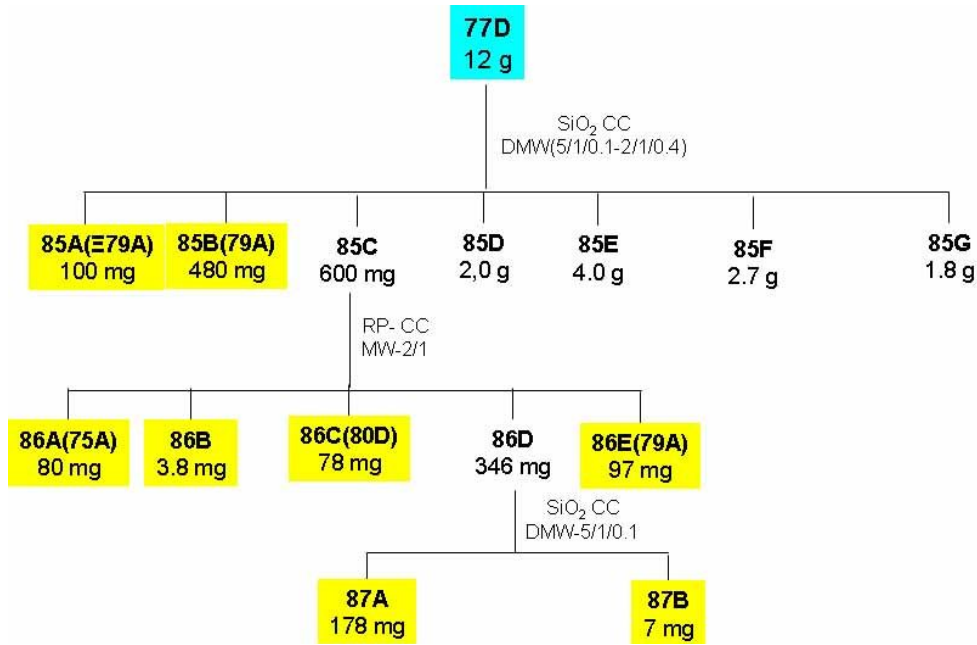 77D
12 g
SiO₂ CC
DMW(5/1/0.1-2/1/0.4)
85A(Ξ79A)
100 mg
85B(79A)
480 mg
85C
600 mg
85D
2,0 g
85E
4.0 g
85F
2.7 g
85G
1.8 g
RP- CC
MW-2/1
86A(75A)
80 mg
86B
3.8 mg
86C(80D)
78 mg
86D
346 mg
86E(79A)
97 mg
SiO₂ CC
DMW-5/1/0.1
87A
178 mg
87B
7 mg